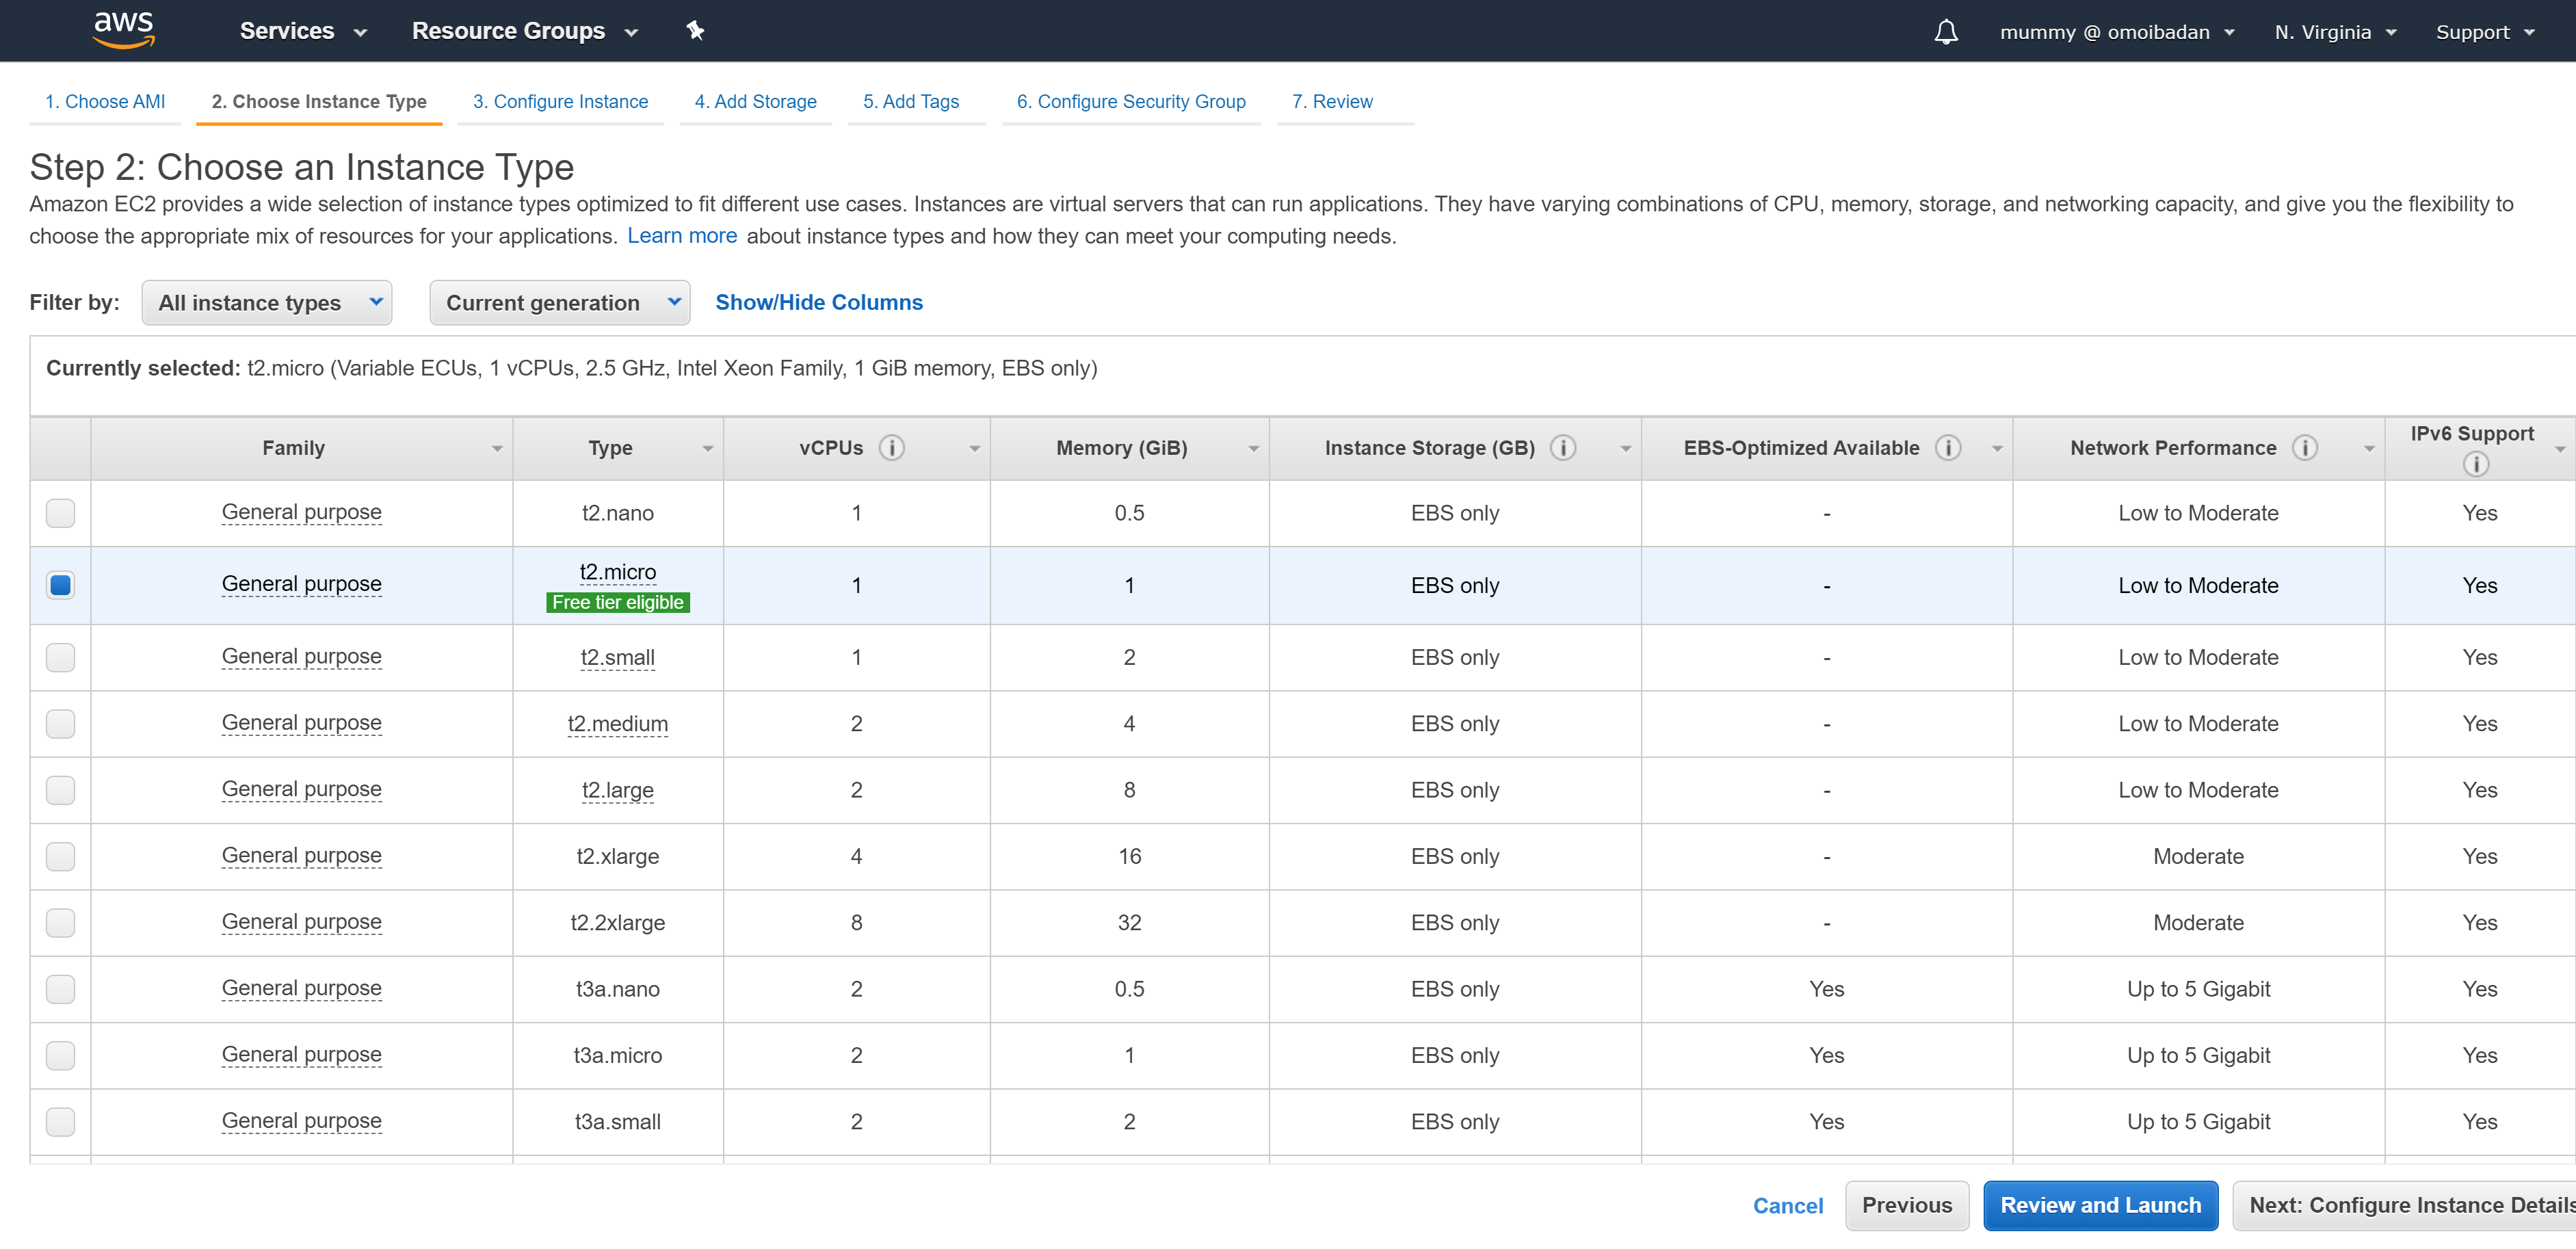 aws Services Resource Groups mummy @ omoibadan N. Virginia Support
1. Choose AMI 2. Choose Instance Type 3. Configure Instance 4. Add Storage 5. Add Tags 6. Configure Security Group 7. Review
Step 2: Choose an Instance Type
Amazon EC2 provides a wide selection of instance types optimized to fit different use cases. Instances are virtual servers that can run applications. They have varying combinations of CPU, memory, storage, and networking capacity, and give you the flexibility to
choose the appropriate mix of resources for your applications. Learn more about instance types and how they can meet your computing needs.
Filter by: All instance types Current generation Show/Hide Columns
Currently selected: t2.micro (Variable ECUs, 1 vCPUs, 2.5 GHz, Intel Xeon Family, 1 GiB memory, EBS only)
Family Type vCPUs i Memory (GiB) Instance Storage (GB) i EBS-Optimized Available i Network Performance i IPv6 Support i
General purpose t2.nano 1 0.5 EBS only - Low to Moderate Yes
General purpose t2.micro 1 1 EBS only - Low to Moderate Yes
Free tier eligible
General purpose t2.small 1 2 EBS only - Low to Moderate Yes
General purpose t2.medium 2 4 EBS only - Low to Moderate Yes
General purpose t2.large 2 8 EBS only - Low to Moderate Yes
General purpose t2.xlarge 4 16 EBS only - Moderate Yes
General purpose t2.2xlarge 8 32 EBS only - Moderate Yes
General purpose t3a.nano 2 0.5 EBS only Yes Up to 5 Gigabit Yes
General purpose t3a.micro 2 1 EBS only Yes Up to 5 Gigabit Yes
General purpose t3a.small 2 2 EBS only Yes Up to 5 Gigabit Yes
Cancel Previous Review and Launch Next: Configure Instance Details